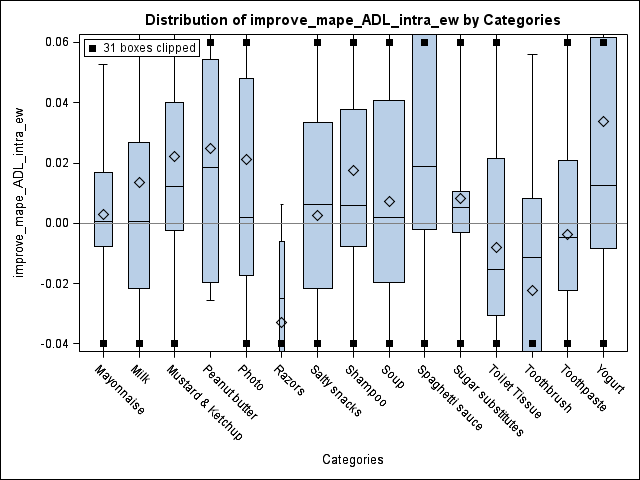 Distribution of improve_mape_ADL_intra_ew by Categories
31 boxes clipped
0.06
0.04
0.02
0.00
-0.02
-0.04
improve_mape_ADL_intra_ew
Mayonnaise
Milk
Mustard & Ketchup
Peanut butter
Photo
Razors
Salty snacks
Shampoo
Soup
Spaghetti sauce
Sugar substitutes
Toilet Tissue
Toothbrush
Toothpaste
Yogurt
Categories